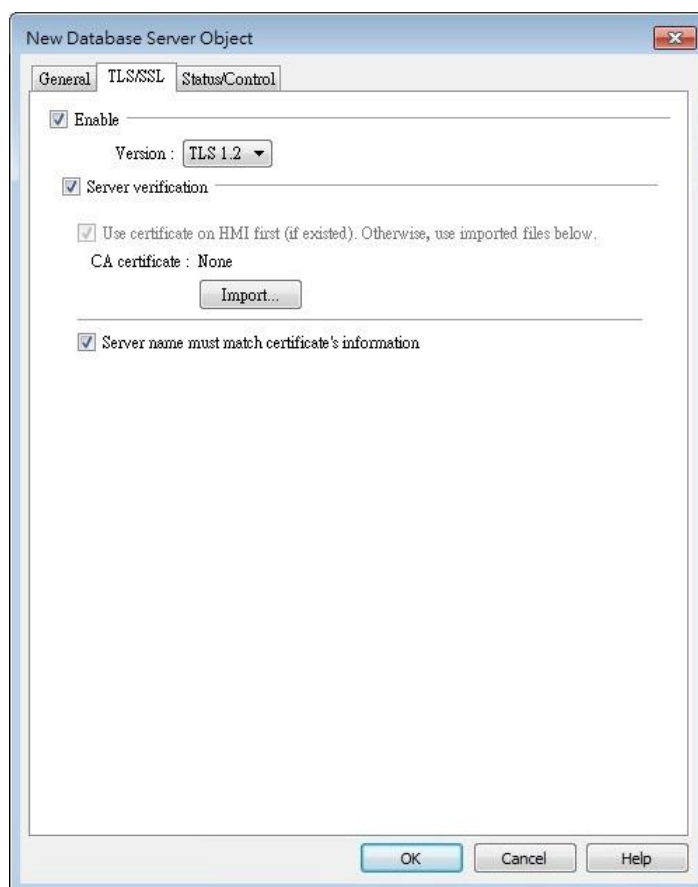 New Database Server Object
General TLS/SSL Status/Control
Enable
Version : TLS 1.2
Server verification
Use certificate on HMI first (if existed). Otherwise, use imported files below.
CA certificate : None
Import...
Server name must match certificate's information
OK Cancel Help